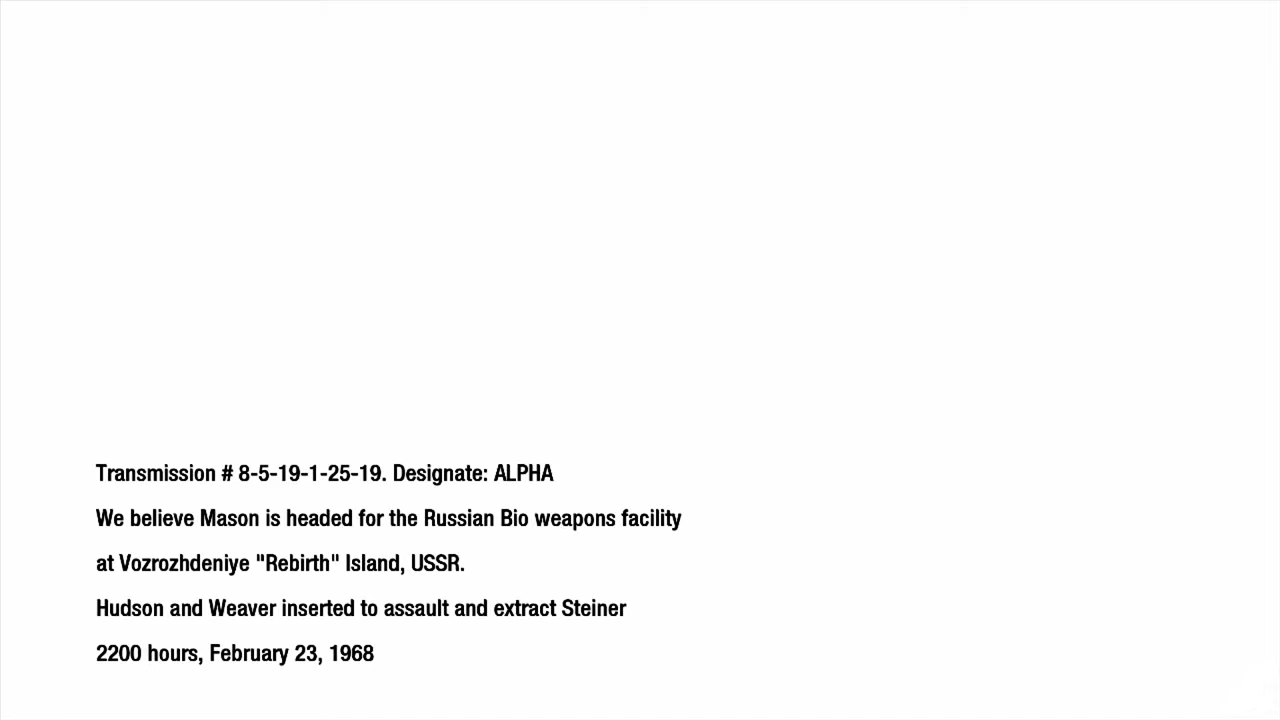 Transmission # 8-5-19-1-25-19. Designate: ALPHA
We believe Mason is headed for the Russian Bio weapons facility
at Vozrozhdeniye "Rebirth" Island, USSR.
Hudson and Weaver inserted to assault and extract Steiner
2200 hours, February 23, 1968